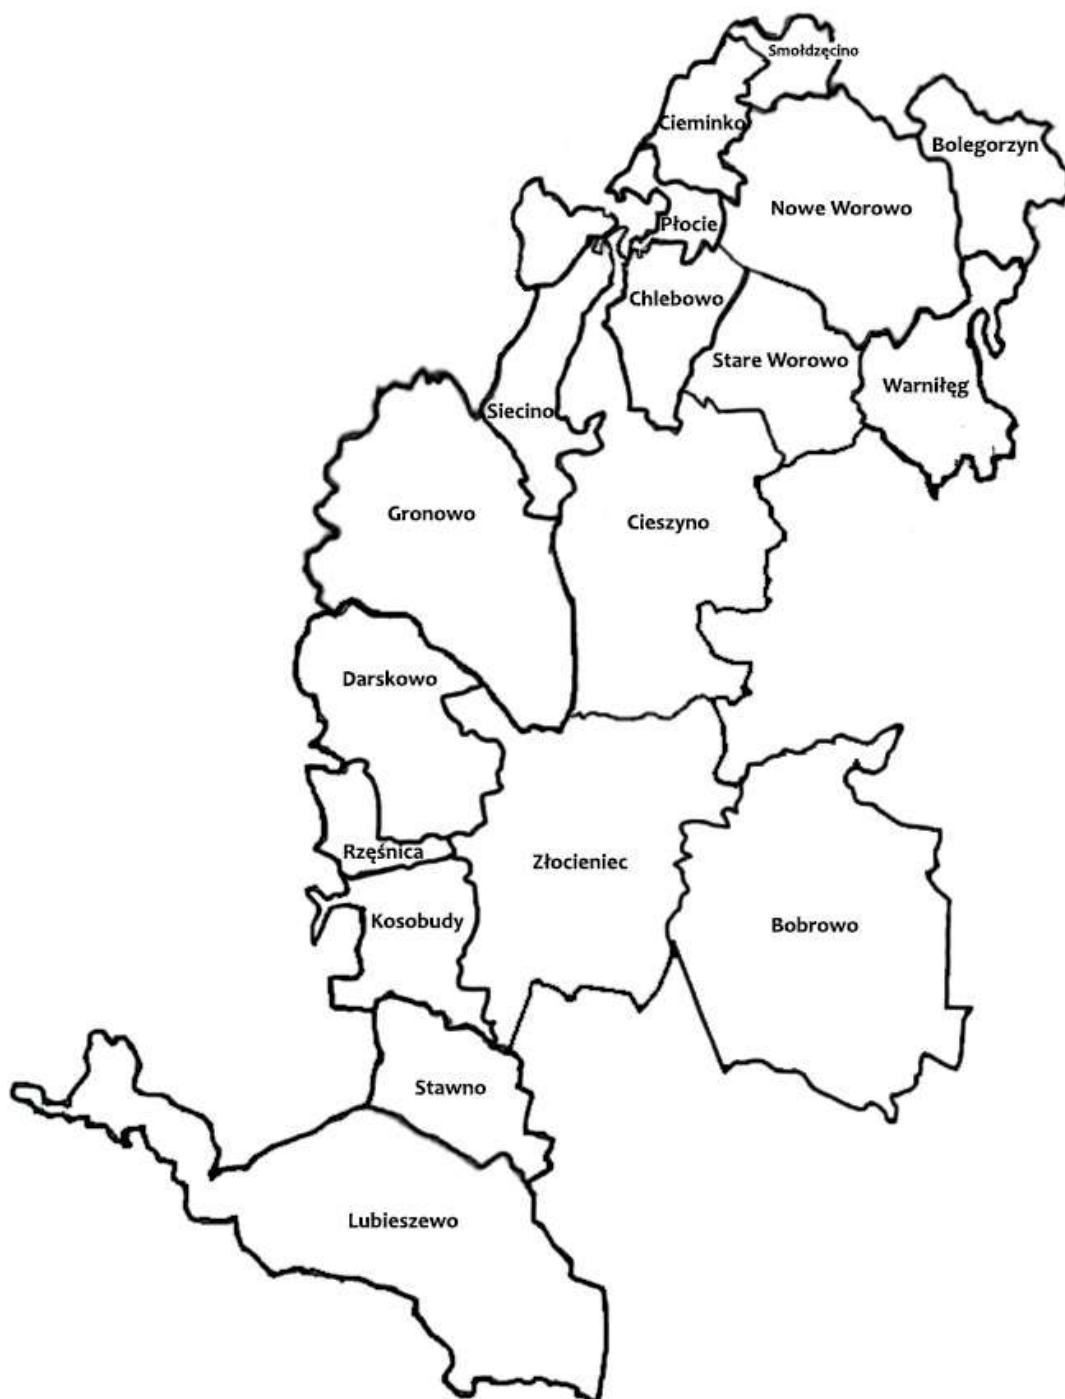 Smołdzęcino
Cieminko
Bolegorzyn
Nowe Worowo
Płocie
Chlebowo
Stare Worowo
Warniłęg
Siecino
Gronowo
Cieszyno
Darskowo
Rzęśnica
Złocieniec
Kosobudy
Bobrowo
Stawno
Lubieszewo